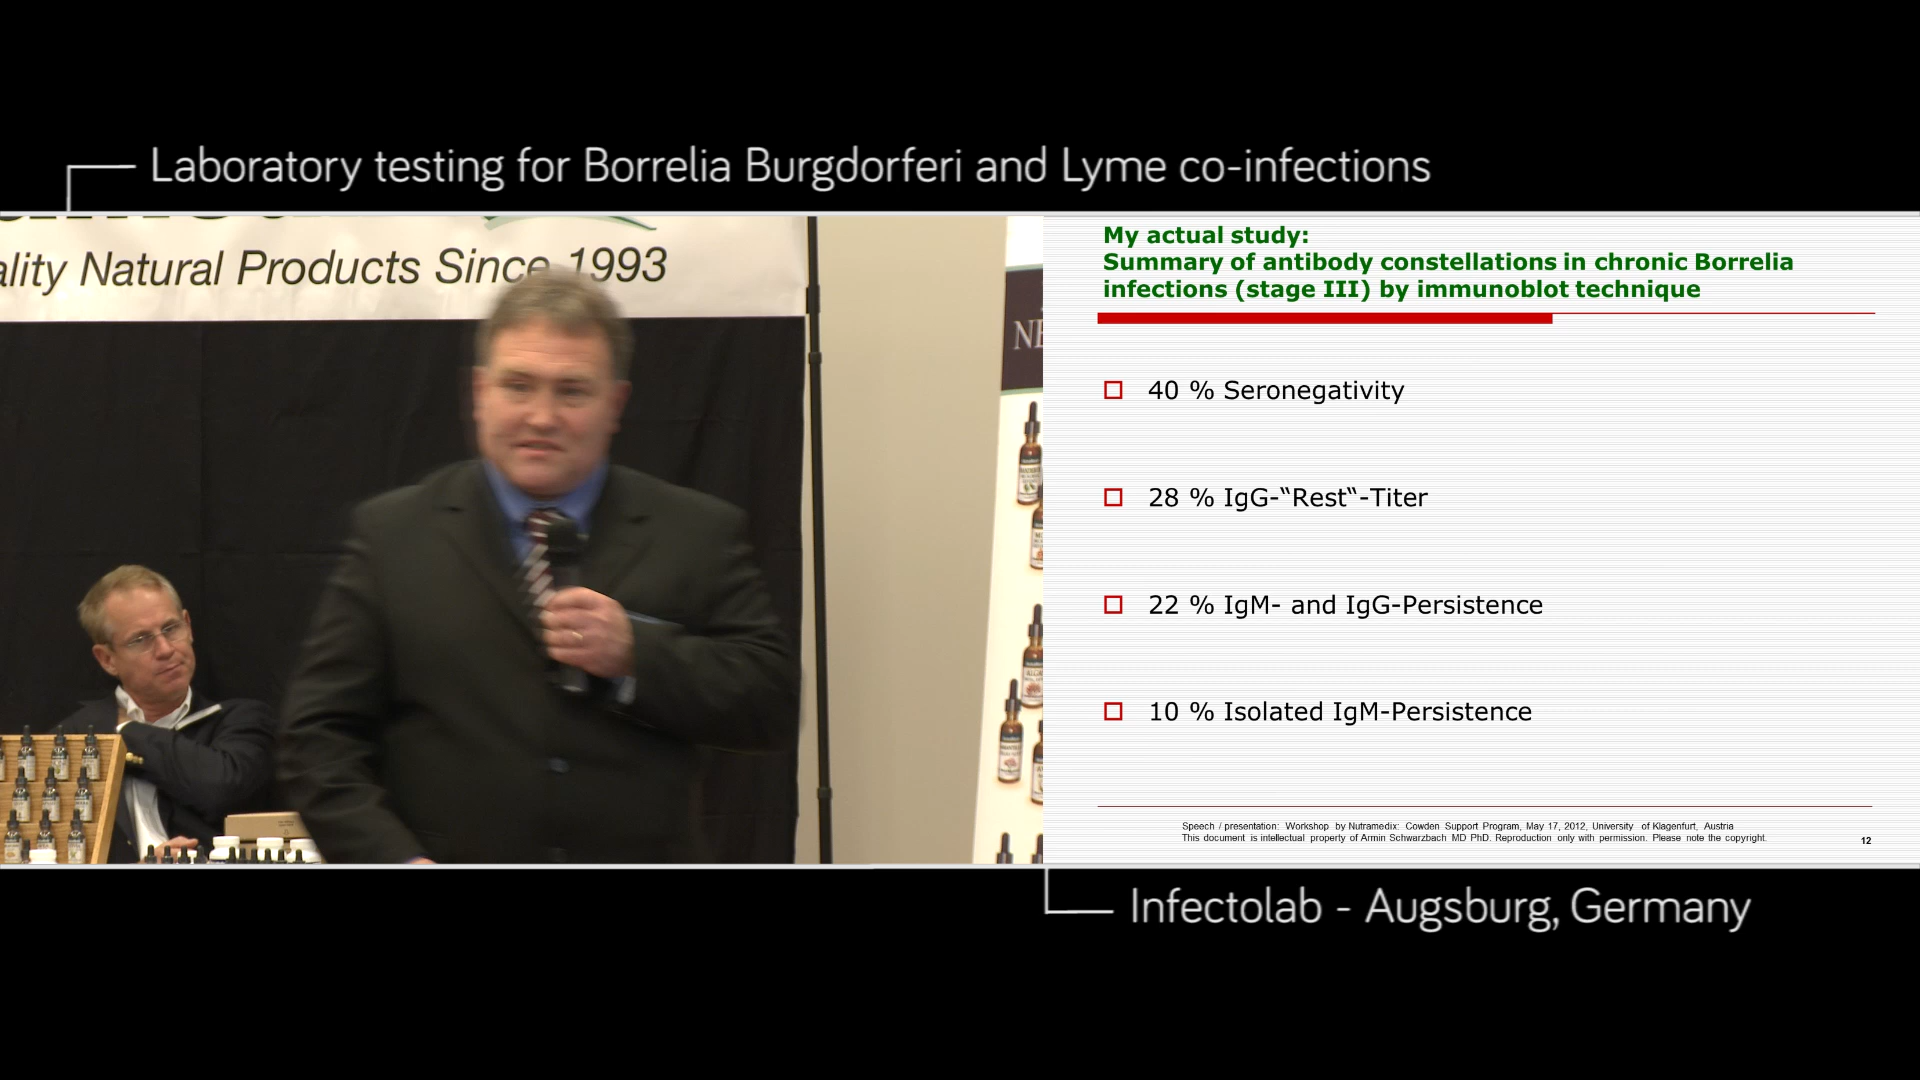 Laboratory testing for Borrelia Burgdorferi and Lyme co-infections
Natural Products Since 1993
My actual study:
Summary of antibody constellations in chronic Borrelia
infections (stage III) by immunoblot technique
40 % Seronegativity
28 % IgG-“Rest“-Titer
22 % IgM- and IgG-Persistence
10 % Isolated IgM-Persistence
Speech / presentation: Workshop by Nutramedix: Cowden Support Program, May 17, 2012, University of Klagenfurt, Austria
This document is intellectual property of Armin Schwarzbach MD PhD. Reproduction only with permission. Please note the copyright.
12
Infectolab - Augsburg, Germany